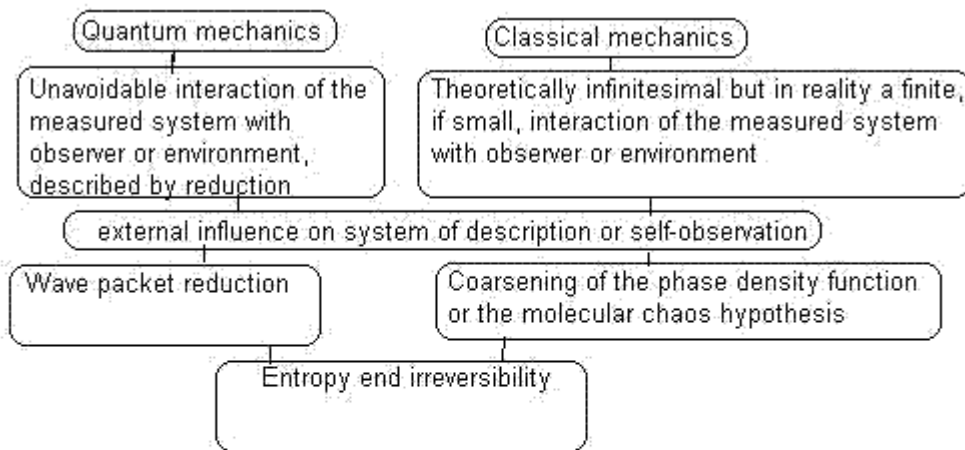 Quantum mechanics
Classical mechanics
Unavoidable interaction of the
measured system with
observer or environment,
described by reduction
Theoretically infinitesimal but in reality a finite,
if small, interaction of the measured system
with observer or environment
external influence on system of description or self-observation
Wave packet reduction
Coarsening of the phase density function
or the molecular chaos hypothesis
Entropy end irreversibility